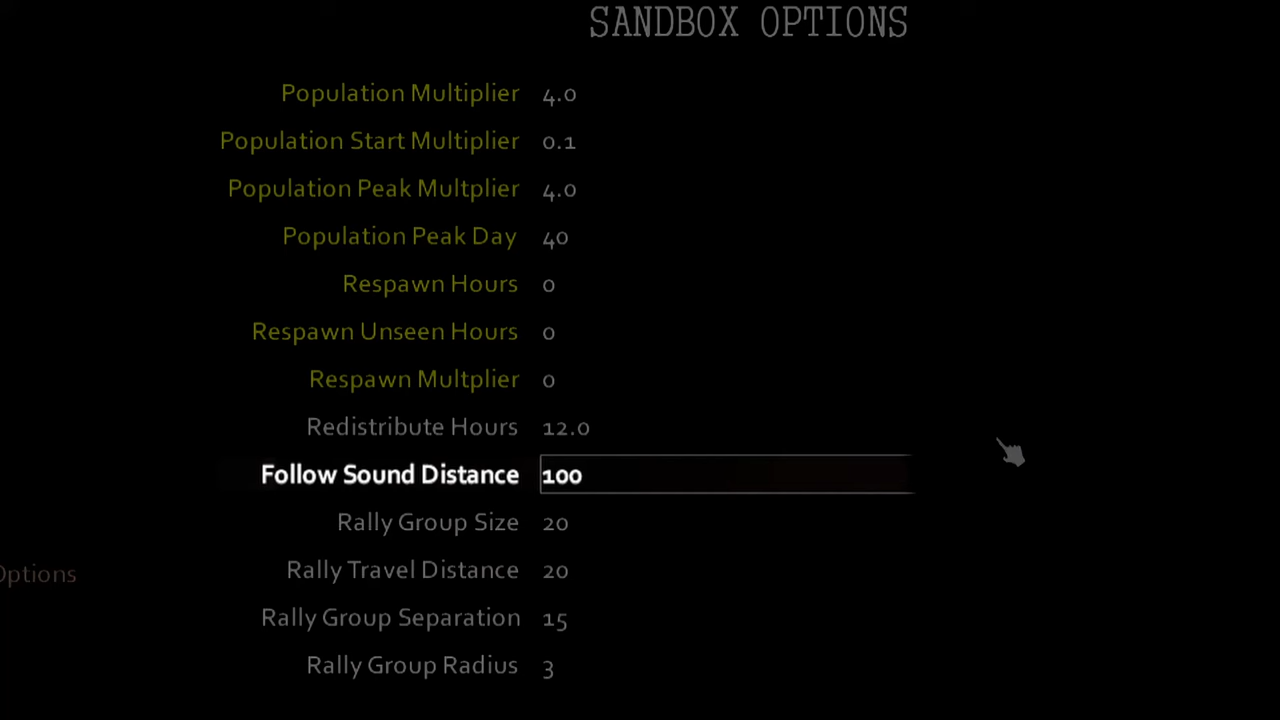 SANDBOX OPTIONS
Population Multiplier 4.0
Population Start Multiplier 0.1
Population Peak Multplier 4.0
Population Peak Day 40
Respawn Hours 0
Respawn Unseen Hours 0
Respawn Multplier 0
Redistribute Hours 12.0
Follow Sound Distance 100
Rally Group Size 20
Options
Rally Travel Distance 20
Rally Group Separation 15
Rally Group Radius 3